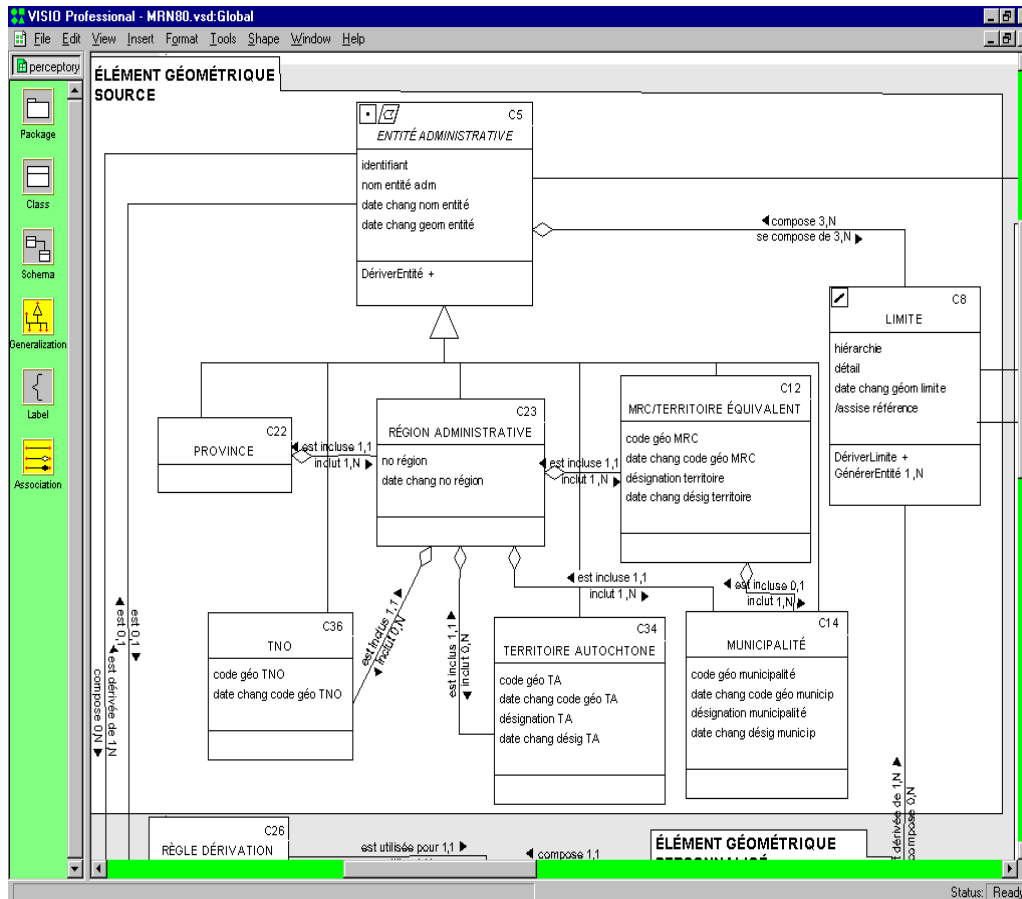 VISIO Professional - MRN80.vsd:Global
File Edit View Insert Format Tools Shape Window Help
perceptory
Package
Class
Schema
Generalization
Label
Association
ÉLÉMENT GÉOMÉTRIQUE
SOURCE
C5
ENTITÉ ADMINISTRATIVE
identifiant
nom entité adm
date chang nom entité
date chang geom entité
DériverEntité +
compose 3,N
se compose de 3,N
C8
LIMITE
hiérarchie
détail
date chang géom limite
/assise référence
DériverLimite +
GénérerEntité 1,N
C22
PROVINCE
est incluse 1,1
inclut 1,N
C23
RÉGION ADMINISTRATIVE
no région
date chang no région
est incluse 1,1
inclut 1,N
C12
MRC/TERRITOIRE ÉQUIVALENT
code géo MRC
date chang code géo MRC
désignation territoire
date chang désig territoire
est incluse 1,1
inclut 1,N
est incluse 0,1
inclut 1,N
est inclus 1,1
inclut 0,N
est inclus 1,1
inclut 0,N
C36
TNO
code géo TNO
date chang code géo TNO
C34
TERRITOIRE AUTOCHTONE
code géo TA
date chang code géo TA
désignation TA
date chang désig TA
C14
MUNICIPALITÉ
code géo municipalité
date chang code géo municip
désignation municipalité
date chang désig municip
est 0,1
est 0,1
est dérivée de 1,N
compose 0,N
dérivée de 1,N
compose 0,N
C26
RÈGLE DÉRIVATION
est utilisée pour 1,1
compose 1,1
ÉLÉMENT GÉOMÉTRIQUE
Status: Ready